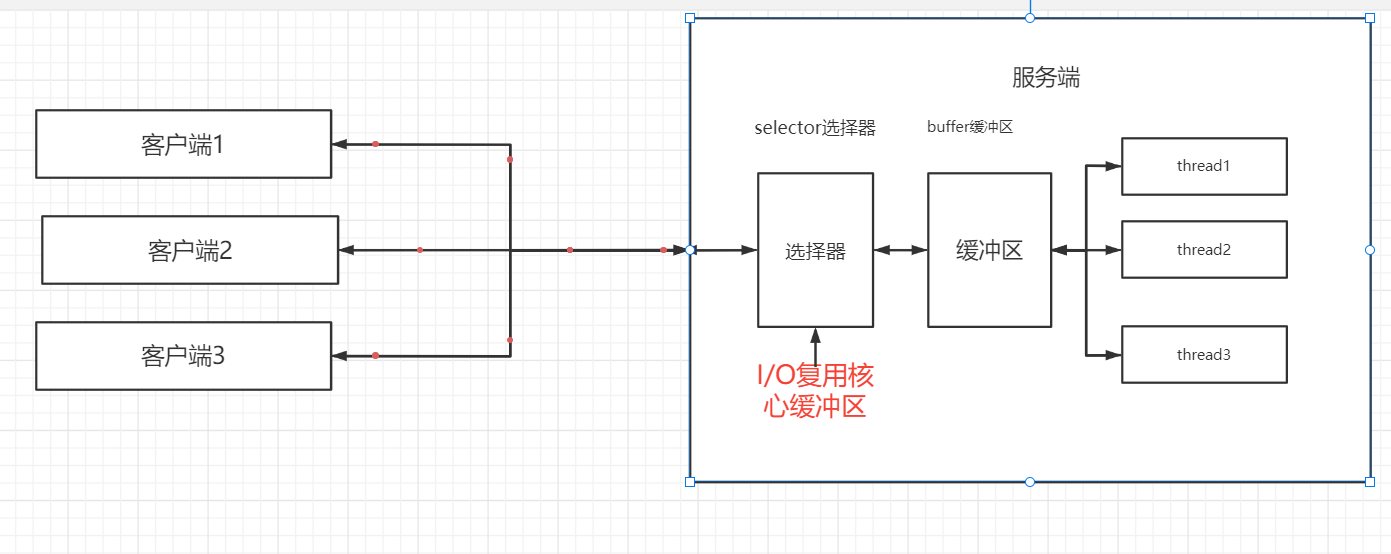 服务端
selector选择器
buffer缓冲区
客户端1
客户端2
客户端3
选择器
缓冲区
thread1
thread2
thread3
I/O复用核
心缓冲区